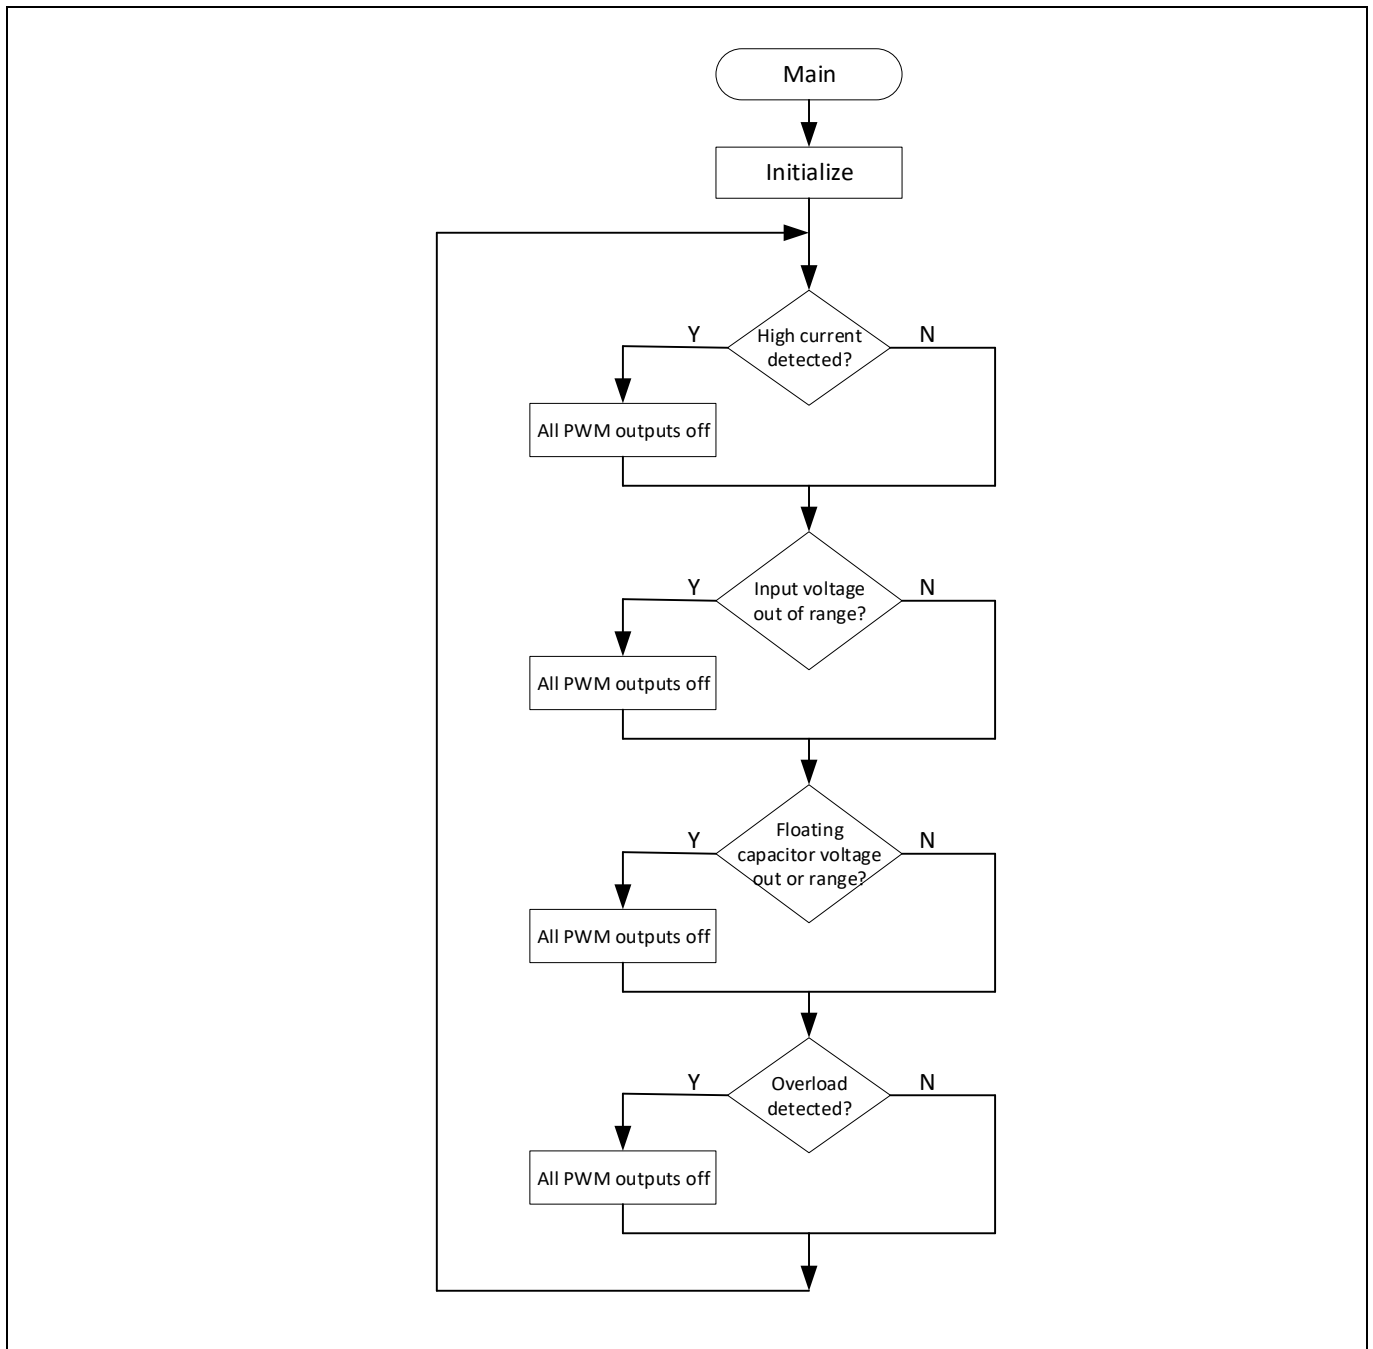 Main
Initialize
Y
N
High current
detected?
All PWM outputs off
Y
N
Input voltage
out of range?
All PWM outputs off
Y
N
Floating
capacitor voltage
out or range?
All PWM outputs off
Y
N
Overload
detected?
All PWM outputs off